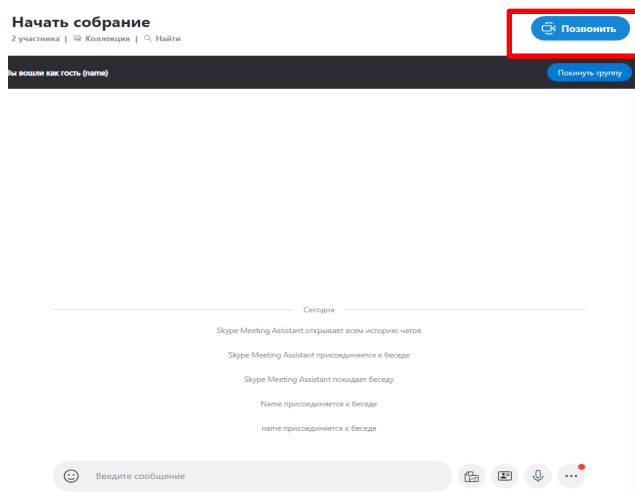 Начать собрание
2 участника | Коллекция | Найти
Позвонить
Вы вошли как гость (name)
Покинуть группу
Сегодня
Skype Meeting Assistant открывает всем историю чатов
Skype Meeting Assistant присоединяется к беседе
Skype Meeting Assistant покидает беседу
Name присоединяется к беседе
name присоединяется к беседе
Введите сообщение